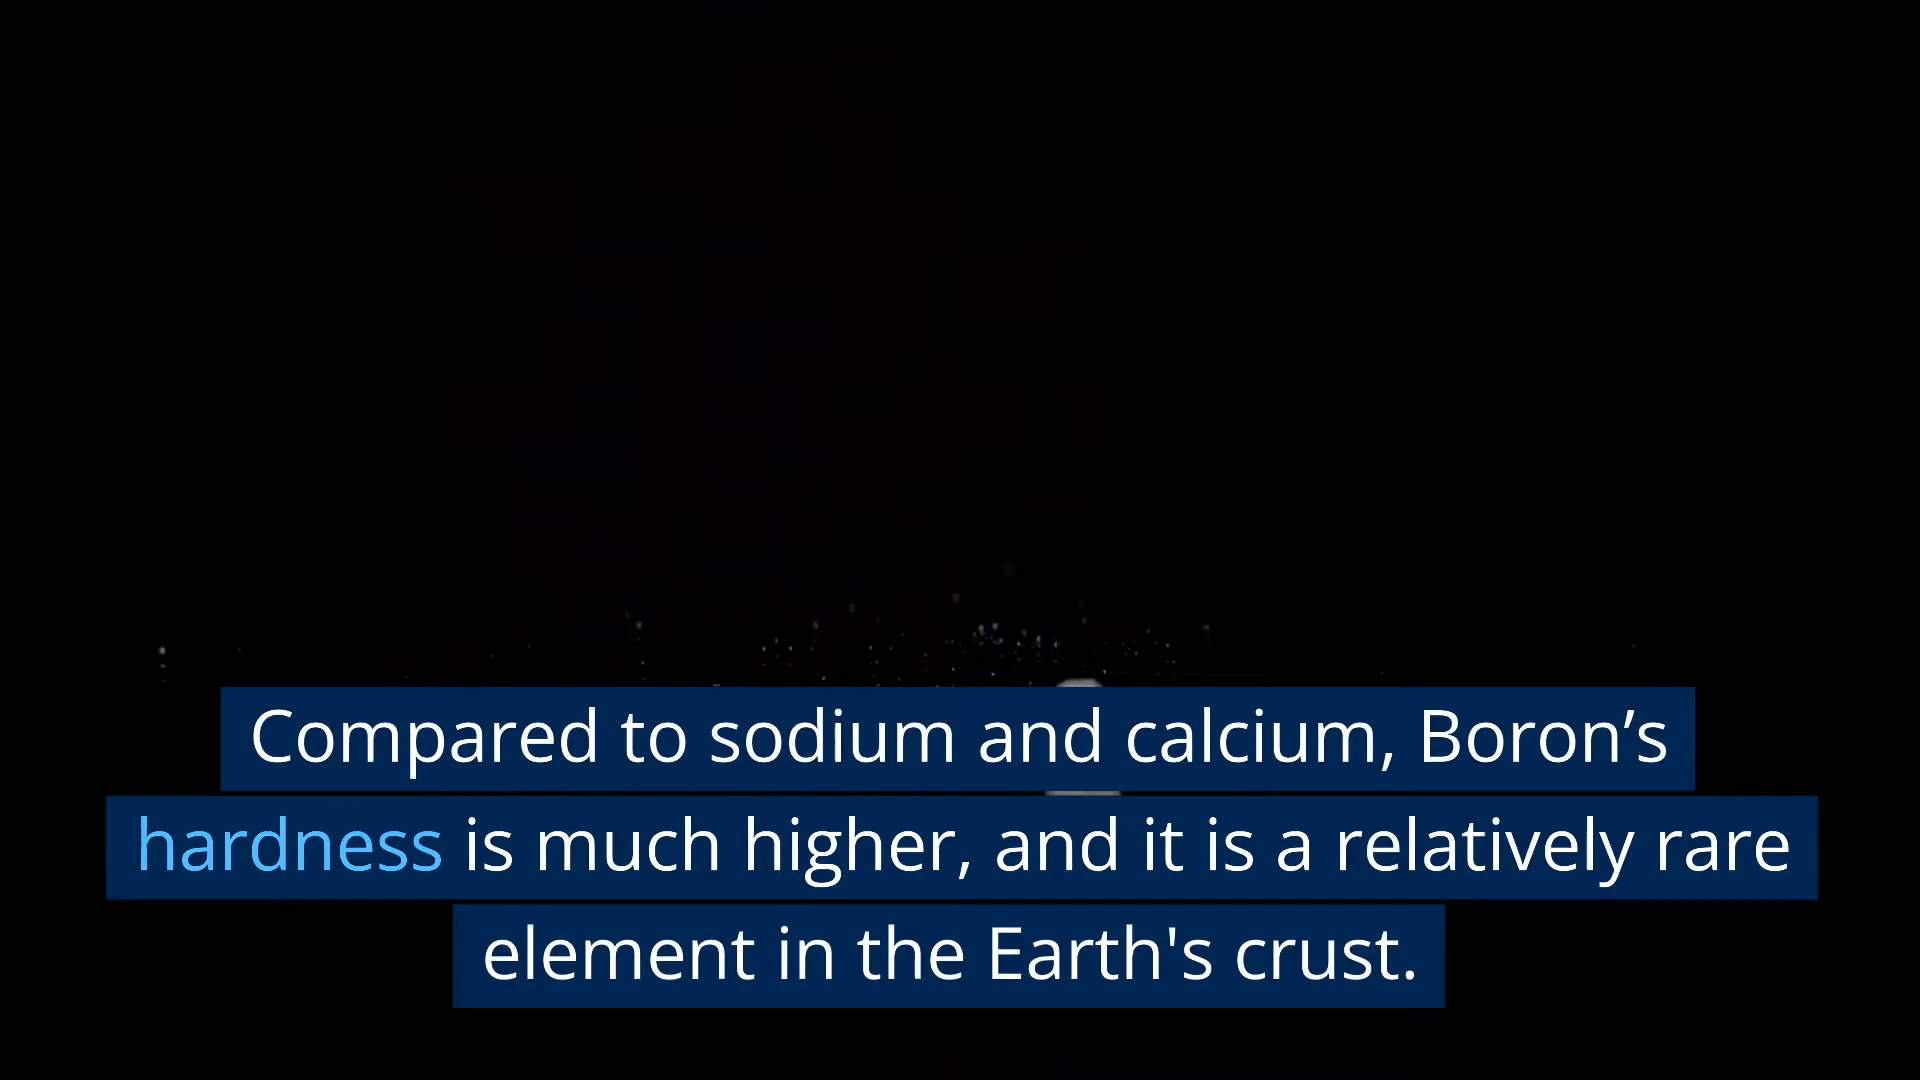 Compared to sodium and calcium, Boron’s
hardness is much higher, and it is a relatively rare
element in the Earth's crust.